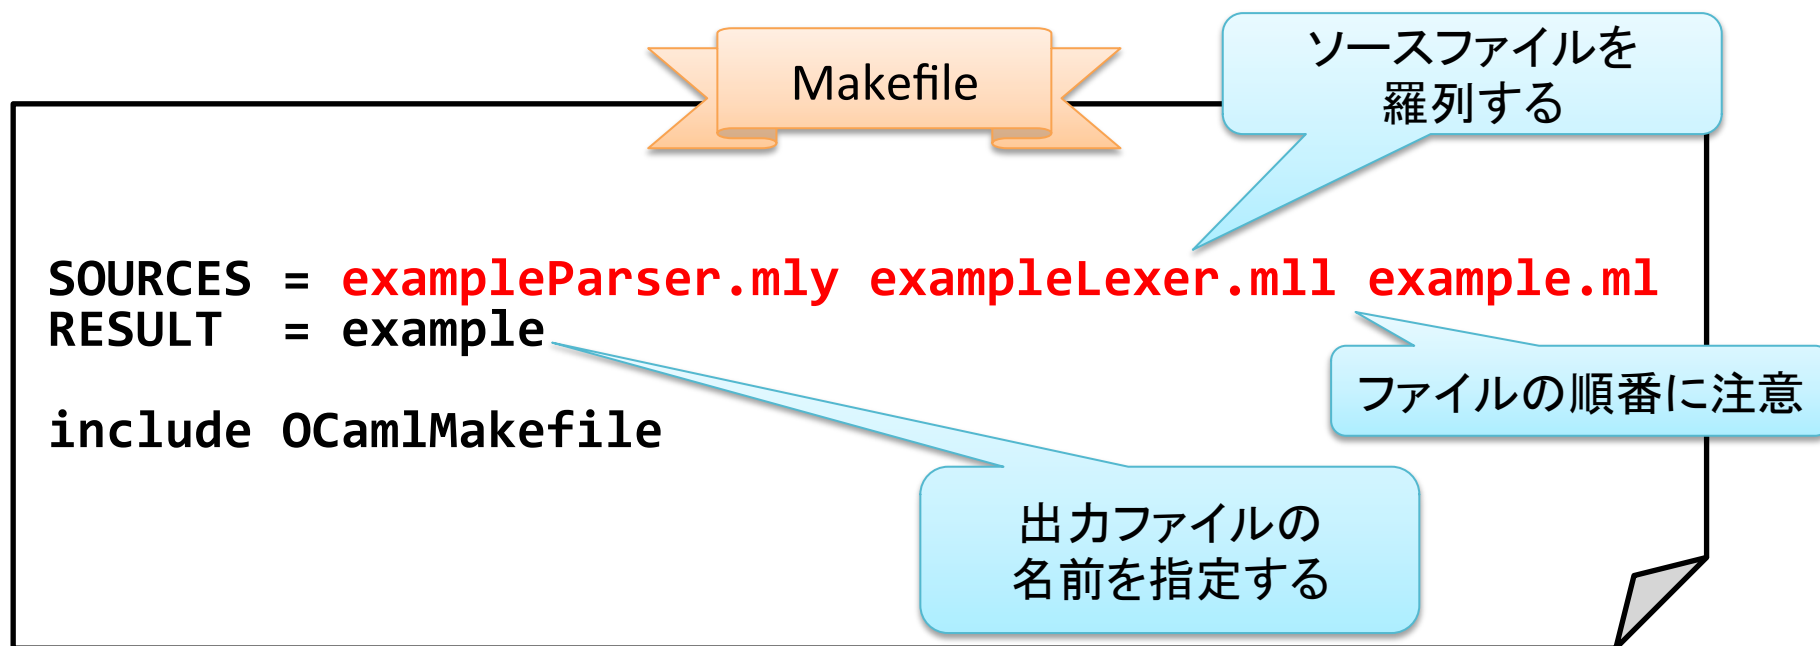 Makefile
ソースファイルを
羅列する
SOURCES = exampleParser.mly exampleLexer.mll example.ml
RESULT  = example
ファイルの順番に注意
include OCamlMakefile
出力ファイルの
名前を指定する